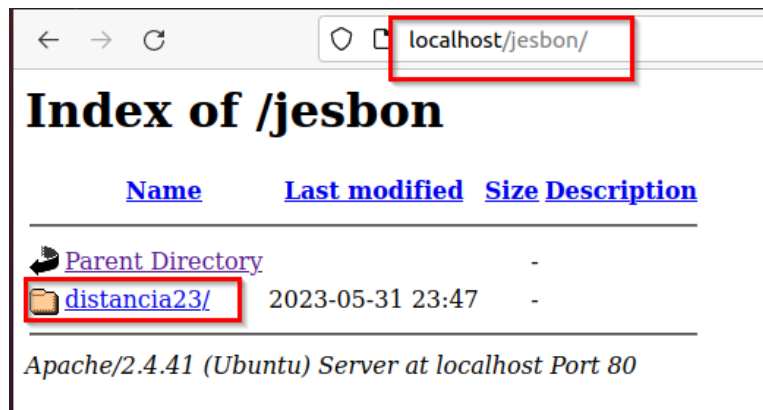 localhost/jesbon/
Index of /jesbon
Name Last modified Size Description
Parent Directory -
distancia23/ 2023-05-31 23:47 -
Apache/2.4.41 (Ubuntu) Server at localhost Port 80